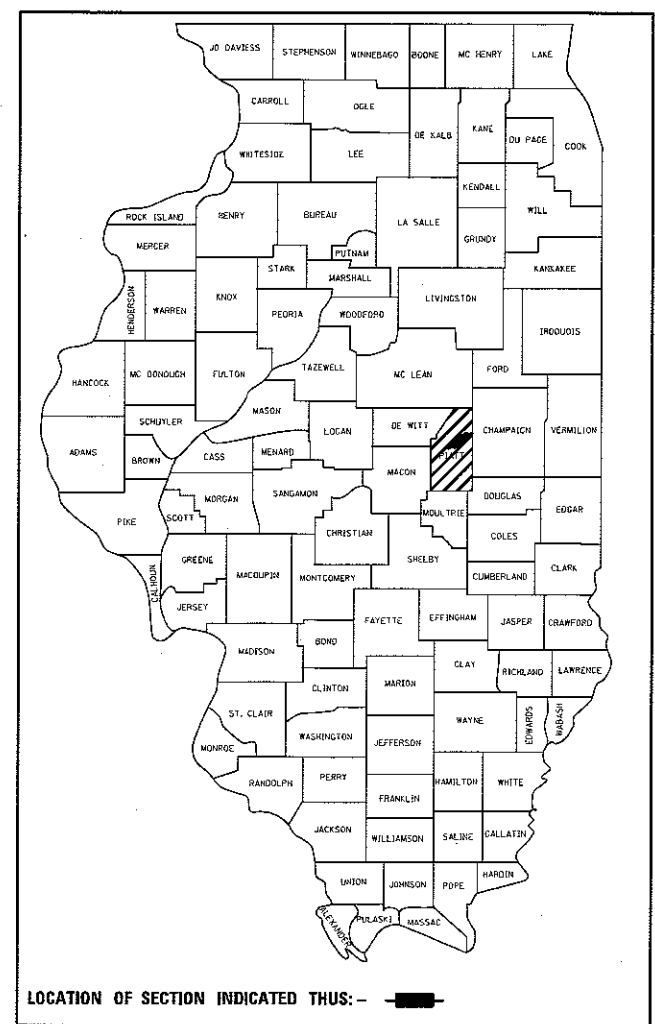 JO DAVIESS STEPHENSON WINNEBAGO BOONE MC HENRY LAKE
CARROLL OGLE DE KALB KANE DU PAGE COOK
WHITESIDE LEE
KENDALL WILL
ROCK ISLAND HENRY BUREAU LA SALLE
GRUNDY
MERCER PUTNAM
STARK MARSHALL KANKAKEE
HENDERSON WARREN KNOX PEORIA WOODFORD LIVINGSTON IROQUOIS
HANCOCK MC DONOUGH FULTON TAZEWELL MC LEAN FORD
MASON
SCHUYLER LOGAN DE WITT CHAMPAIGN VERMILION
ADAMS BROWN CASS MENARD MACON PIATT
MORGAN SANGAMON DOUGLAS EDGAR
PIKE SCOTT CHRISTIAN MOULTRIE COLES
GREENE MACOUPIN MONTGOMERY SHELBY CUMBERLAND CLARK
CALHOUN JERSEY FAYETTE EFFINGHAM JASPER CRAWFORD
MADISON BOND CLAY RICHLAND LAWRENCE
CLINTON MARION
ST. CLAIR WAYNE EDWARDS WABASH
MONROE WASHINGTON JEFFERSON
RANDOLPH PERRY HAMILTON WHITE
FRANKLIN
JACKSON WILLIAMSON SALINE GALLATIN
UNION JOHNSON POPE HARDIN
ALEXANDER PULASKI MASSAC
LOCATION OF SECTION INDICATED THUS: -